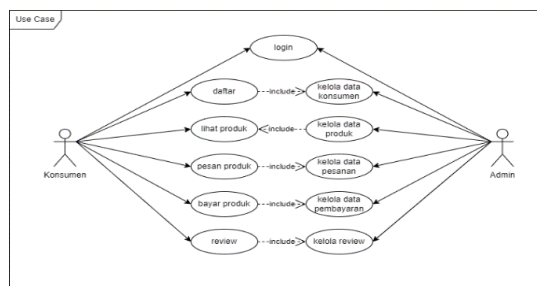 Use Case
login
daftar
include
kelola data
konsumen
lihat produk
include
kelola data
produk
Konsumen
Admin
pesan produk
include
kelola data
pesanan
bayar produk
include
kelola data
pembayaran
review
include
kelola review